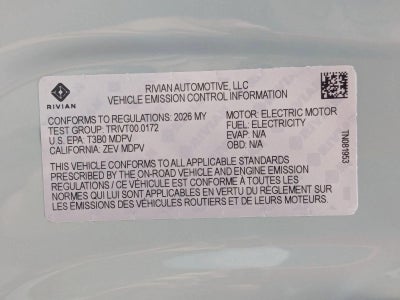 RIVIAN
RIVIAN AUTOMOTIVE, LLC
VEHICLE EMISSION CONTROL INFORMATION
CONFORMS TO REGULATIONS: 2026 MY
TEST GROUP: TRIVT00.0172
U.S. EPA: T3B0 MDPV
CALIFORNIA: ZEV MDPV
MOTOR: ELECTRIC MOTOR
FUEL: ELECTRICITY
EVAP: N/A
OBD: N/A
TN081953
THIS VEHICLE CONFORMS TO ALL APPLICABLE STANDARDS
PRESCRIBED BY THE ON-ROAD VEHICLE AND ENGINE EMISSION
REGULATIONS / CE VÉHICULE EST CONFORME À TOUTES LES
NORMES QUI LUI SONT APPLICABLES EN VERTU DU RÈGLEMENT SUR
LES ÉMISSIONS DES VÉHICULES ROUTIERS ET DE LEURS MOTEURS.